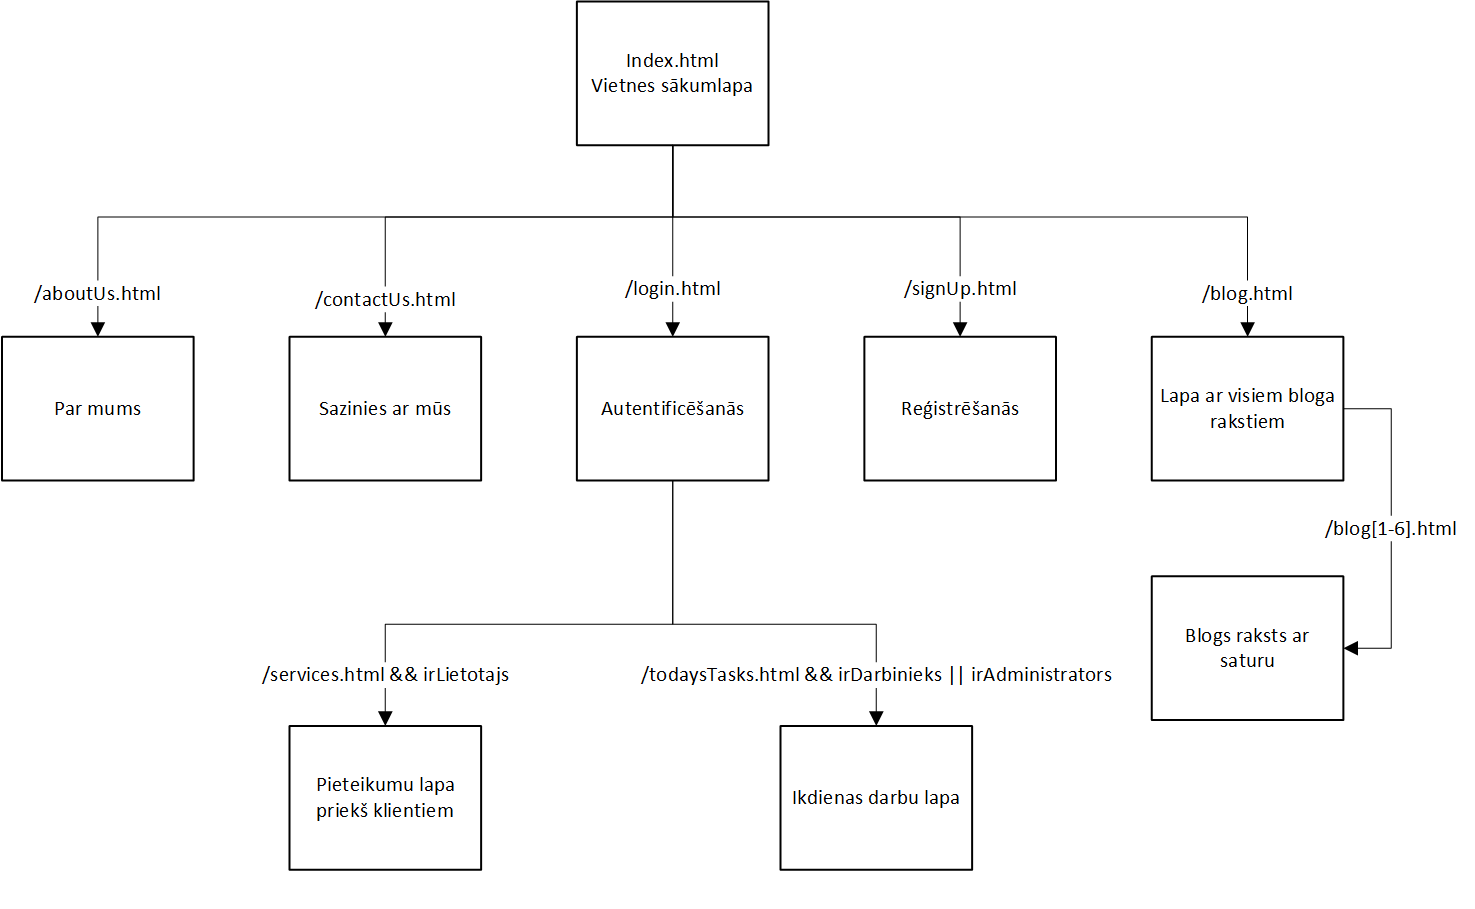 Index.html
Vietnes sākumlapa
/aboutUs.html
/contactUs.html
/login.html
/signUp.html
/blog.html
Par mums
Sazinies ar mūs
Autentificēšanās
Reģistrēšanās
Lapa ar visiem bloga
rakstiem
/blog[1-6].html
Blogs raksts ar
saturu
/services.html && irLietotajs
/todaysTasks.html && irDarbinieks || irAdministrators
Pieteikumu lapa
priekš klientiem
Ikdienas darbu lapa